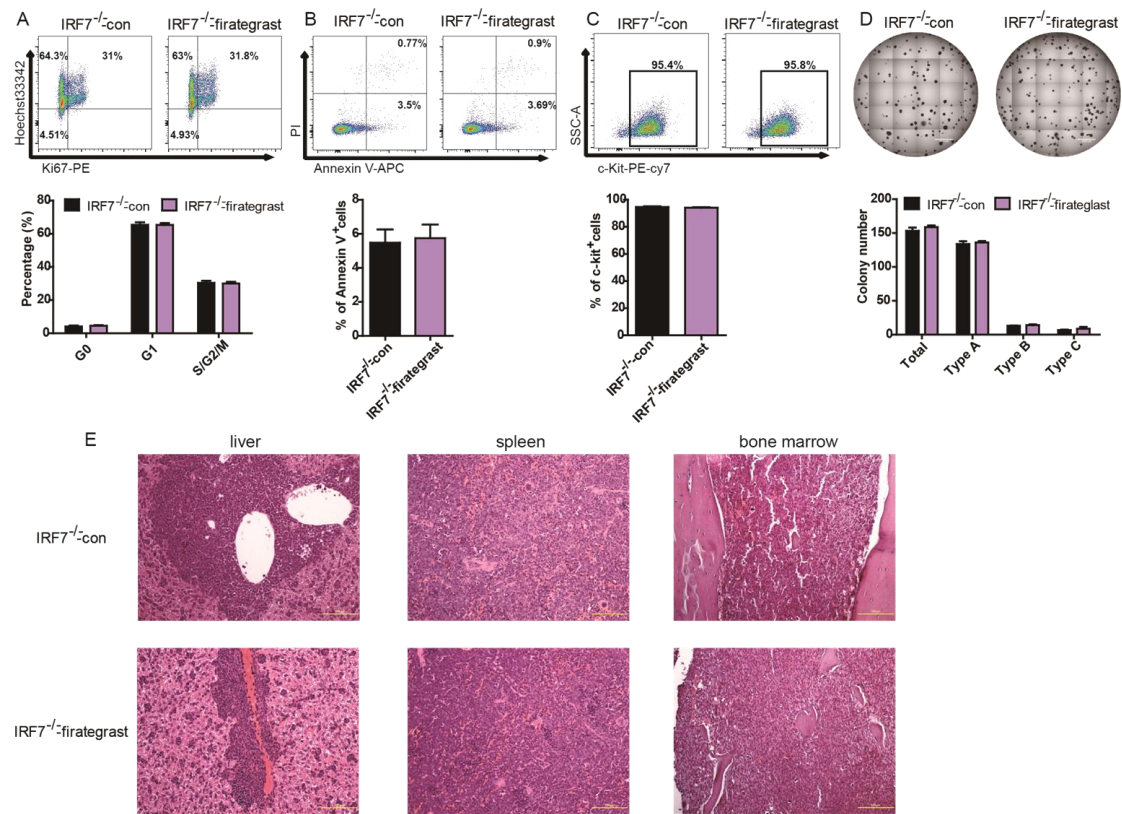 A
IRF7-/--con
IRF7-/--firategrast
64.3%
31%
63%
31.8%
4.51%
4.93%
Hoechst33342
Ki67-PE
Percentage (%)
80
60
40
20
0
IRF7-/--con
IRF7-/--firategrast
G0
G1
S/G2/M
B
IRF7-/--con
IRF7-/--firategrast
0.77%
0.9%
3.5%
3.69%
PI
Annexin V-APC
% of Annexin V+cells
8
6
4
2
0
IRF7-/--con
IRF7-/--firategrast
C
IRF7-/--con
IRF7-/--firategrast
95.4%
95.8%
SSC-A
c-Kit-PE-cy7
% of c-kit+cells
100
80
60
40
20
0
IRF7-/--con
IRF7-/--firategrast
D
IRF7-/--con
IRF7-/--firategrast
Colony number
200
150
100
50
0
IRF7-/--con
IRF7-/--firateglast
Total
Type A
Type B
Type C
E
liver
spleen
bone marrow
IRF7-/--con
IRF7-/--firategrast